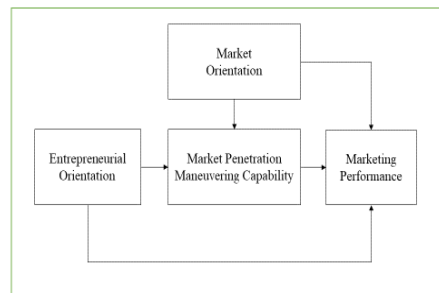 Market
Orientation
Entrepreneurial
Orientation
Market Penetration
Maneuvering Capability
Marketing
Performance